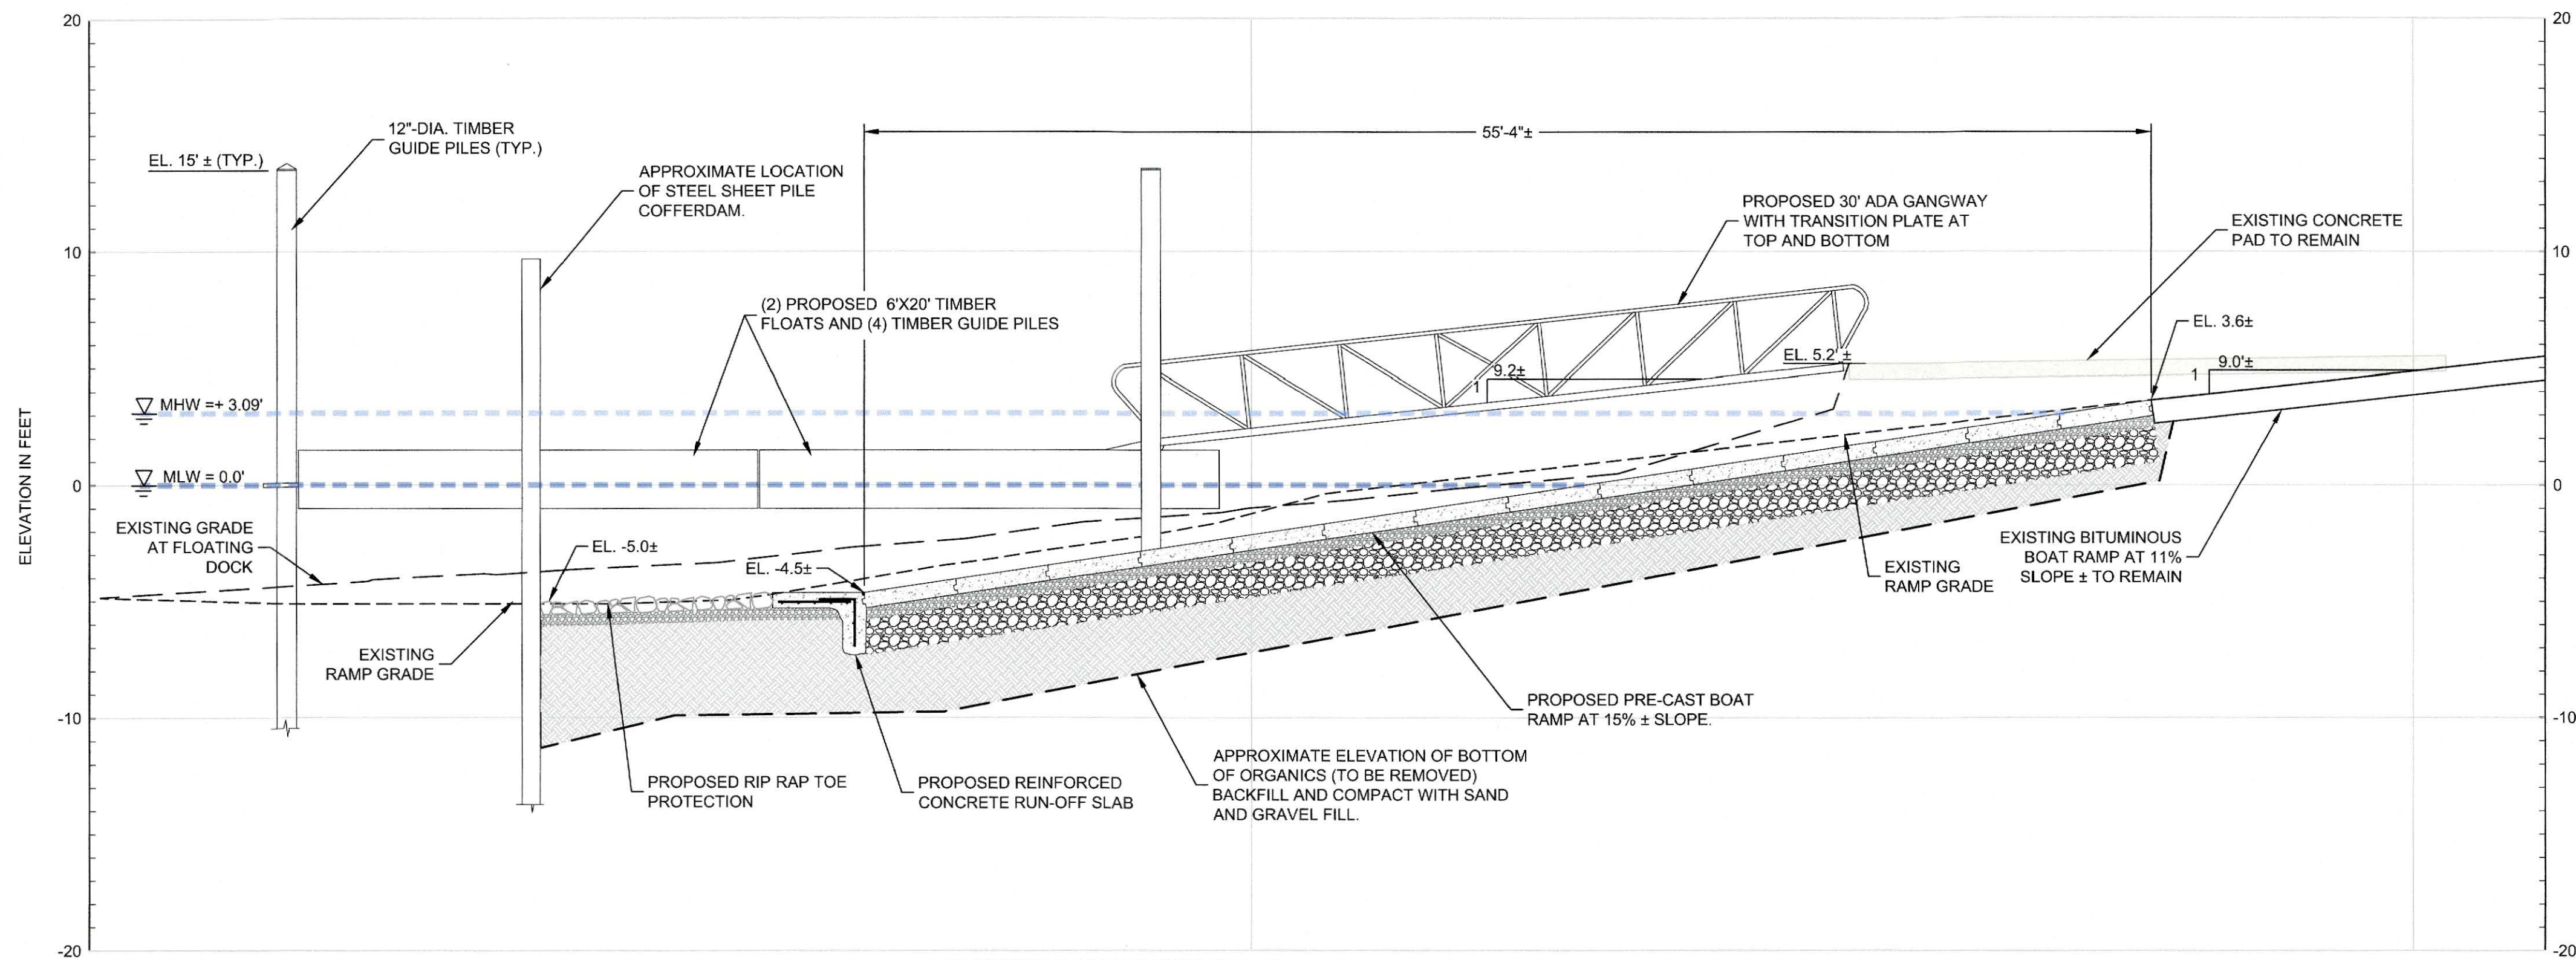 20
20
12"-DIA. TIMBER
GUIDE PILES (TYP.)
55'-4"±
EL. 15' ± (TYP.)
APPROXIMATE LOCATION
OF STEEL SHEET PILE
COFFERDAM.
PROPOSED 30' ADA GANGWAY
WITH TRANSITION PLATE AT
TOP AND BOTTOM
EXISTING CONCRETE
PAD TO REMAIN
10
10
(2) PROPOSED 6'X20' TIMBER
FLOATS AND (4) TIMBER GUIDE PILES
EL. 3.6±
EL. 5.2' ±
9.2±
1
9.0'±
1
MHW =+ 3.09'
MLW = 0.0'
0
0
ELEVATION IN FEET
EXISTING GRADE
AT FLOATING
DOCK
EL. -5.0±
EL. -4.5±
EXISTING
RAMP GRADE
EXISTING BITUMINOUS
BOAT RAMP AT 11%
SLOPE ± TO REMAIN
EXISTING
RAMP GRADE
PROPOSED PRE-CAST BOAT
RAMP AT 15% ± SLOPE.
-10
-10
PROPOSED RIP RAP TOE
PROTECTION
PROPOSED REINFORCED
CONCRETE RUN-OFF SLAB
APPROXIMATE ELEVATION OF BOTTOM
OF ORGANICS (TO BE REMOVED)
BACKFILL AND COMPACT WITH SAND
AND GRAVEL FILL.
-20
-20